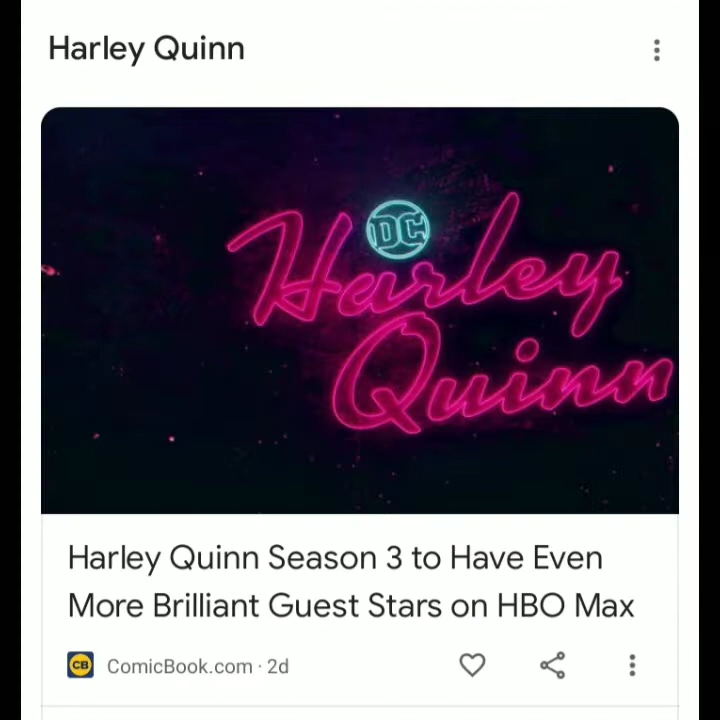 Harley Quinn
DC
Harley
Quinn
Harley Quinn Season 3 to Have Even
More Brilliant Guest Stars on HBO Max
CB ComicBook.com · 2d